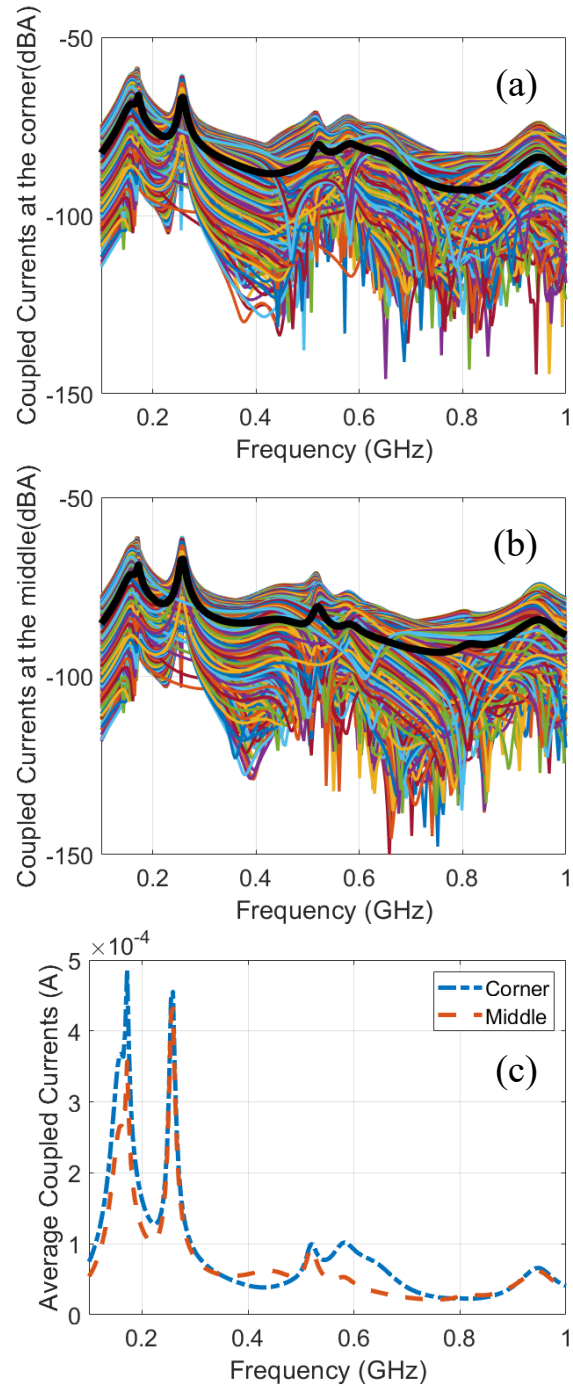 -50
(a)
Coupled Currents at the corner(dBA)
-100
-150
0.2 0.4 0.6 0.8 1
Frequency (GHz)
-50
(b)
Coupled Currents at the middle(dBA)
-100
-150
0.2 0.4 0.6 0.8 1
Frequency (GHz)
×10⁻⁴
5
Corner
Middle
4
(c)
Average Coupled Currents (A)
3
2
1
0
0.2 0.4 0.6 0.8 1
Frequency (GHz)